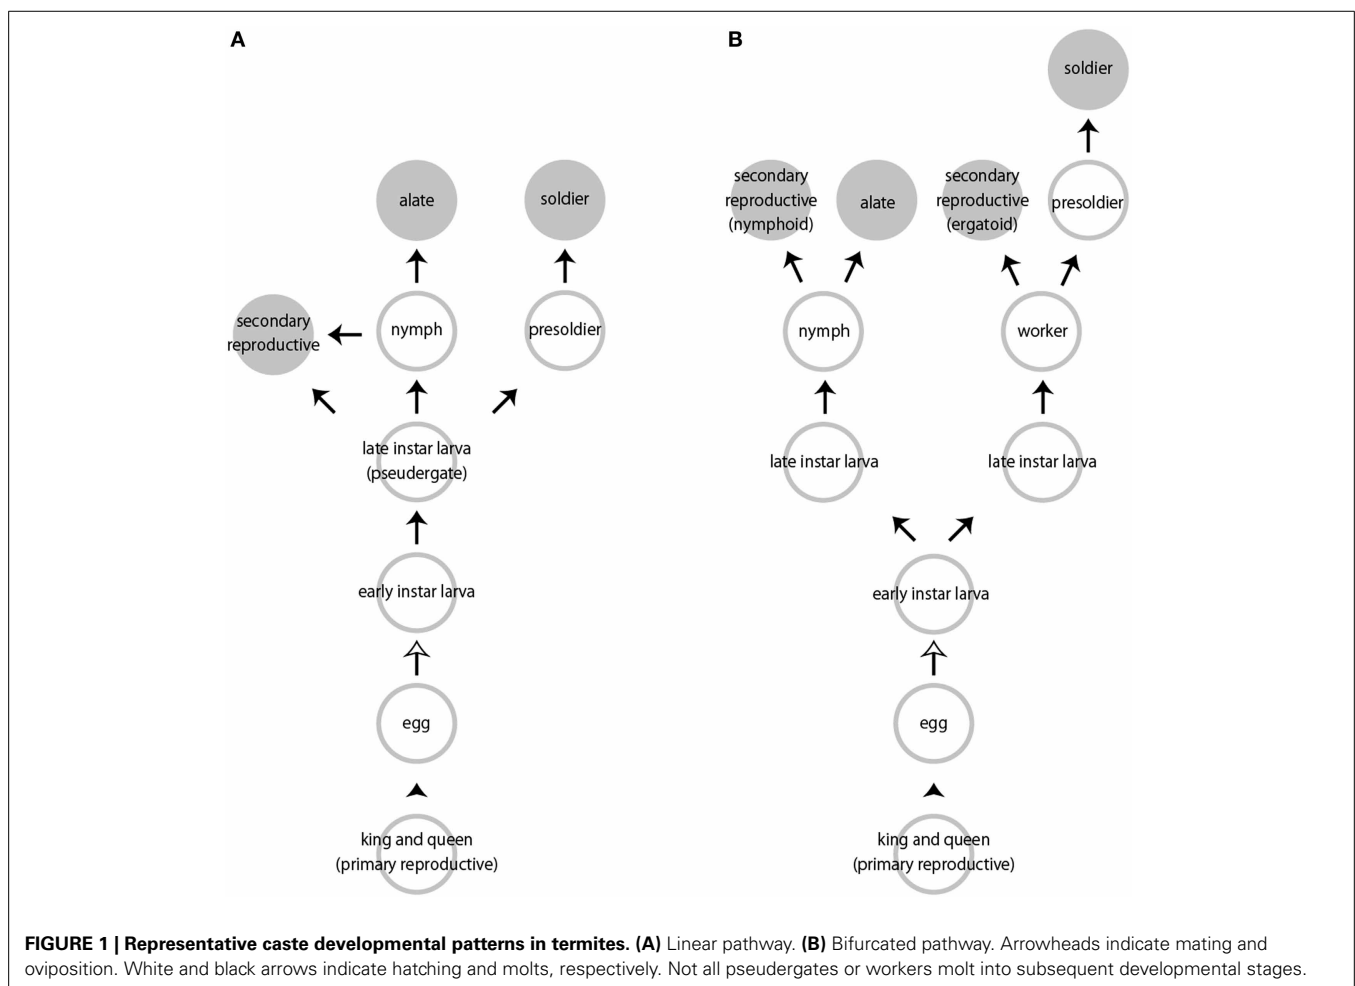 A
alate
soldier
secondary
reproductive
nymph
presoldier
late instar larva
(pseudergate)
early instar larva
egg
king and queen
(primary reproductive)
B
soldier
secondary
reproductive
(nymphoid)
alate
secondary
reproductive
(ergatoid)
presoldier
nymph
worker
late instar larva
late instar larva
early instar larva
egg
king and queen
(primary reproductive)
FIGURE 1 | Representative caste developmental patterns in termites. (A) Linear pathway. (B) Bifurcated pathway. Arrowheads indicate mating and
oviposition. White and black arrows indicate hatching and molts, respectively. Not all pseudergates or workers molt into subsequent developmental stages.